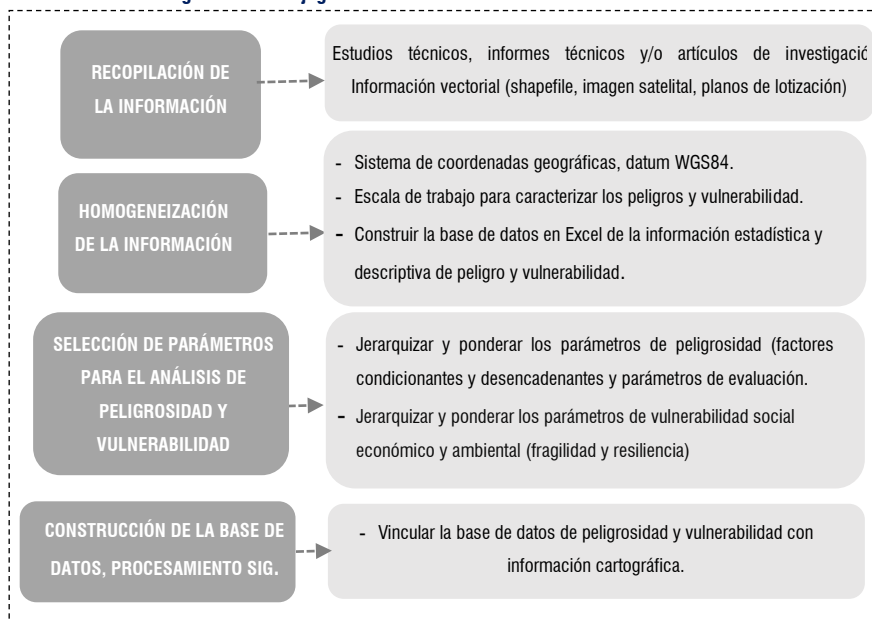 RECOPILACIÓN DE
LA INFORMACIÓN
Estudios técnicos, informes técnicos y/o artículos de investigació
Información vectorial (shapefile, imagen satelital, planos de lotización)
HOMOGENEIZACIÓN
DE LA INFORMACIÓN
- Sistema de coordenadas geográficas, datum WGS84.
- Escala de trabajo para caracterizar los peligros y vulnerabilidad.
- Construir la base de datos en Excel de la información estadística y
descriptiva de peligro y vulnerabilidad.
SELECCIÓN DE PARÁMETROS
PARA EL ANÁLISIS DE
PELIGROSIDAD Y
VULNERABILIDAD
- Jerarquizar y ponderar los parámetros de peligrosidad (factores
condicionantes y desencadenantes y parámetros de evaluación.
- Jerarquizar y ponderar los parámetros de vulnerabilidad social
económico y ambiental (fragilidad y resiliencia)
CONSTRUCCIÓN DE LA BASE DE
DATOS, PROCESAMIENTO SIG.
- Vincular la base de datos de peligrosidad y vulnerabilidad con
información cartográfica.